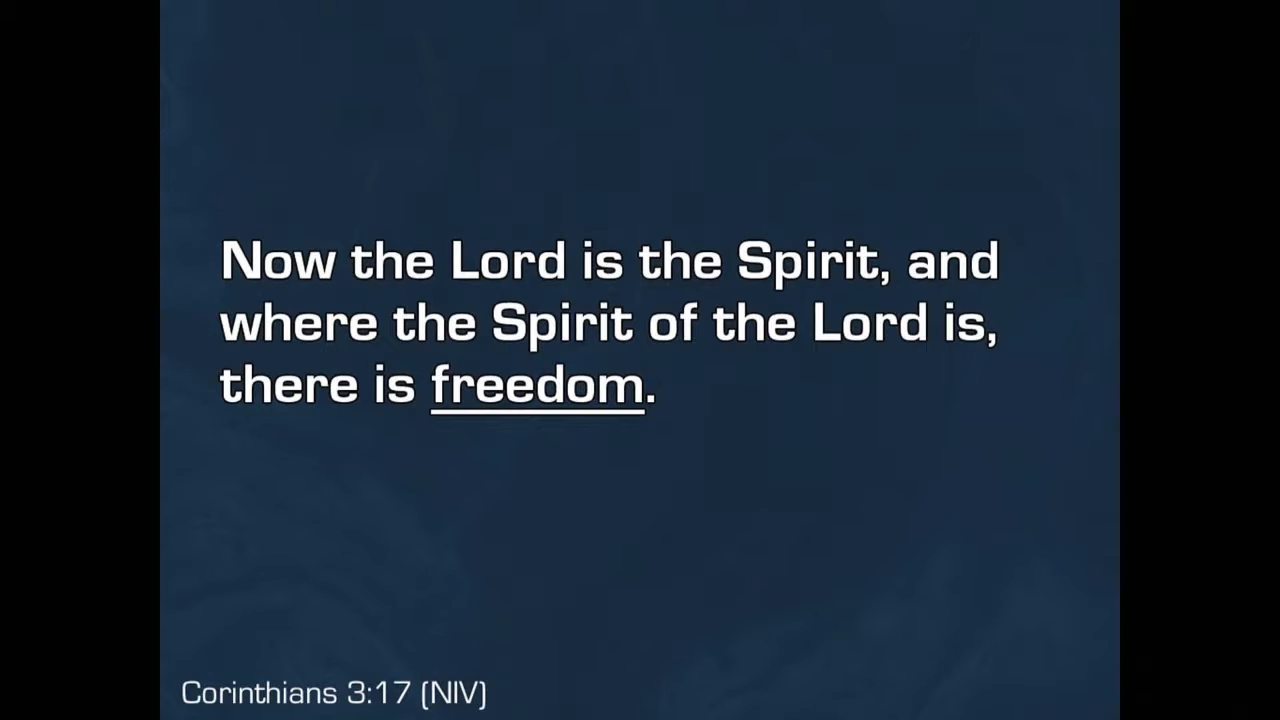 Now the Lord is the Spirit, and
where the Spirit of the Lord is,
there is freedom.
Corinthians 3:17 (NIV)